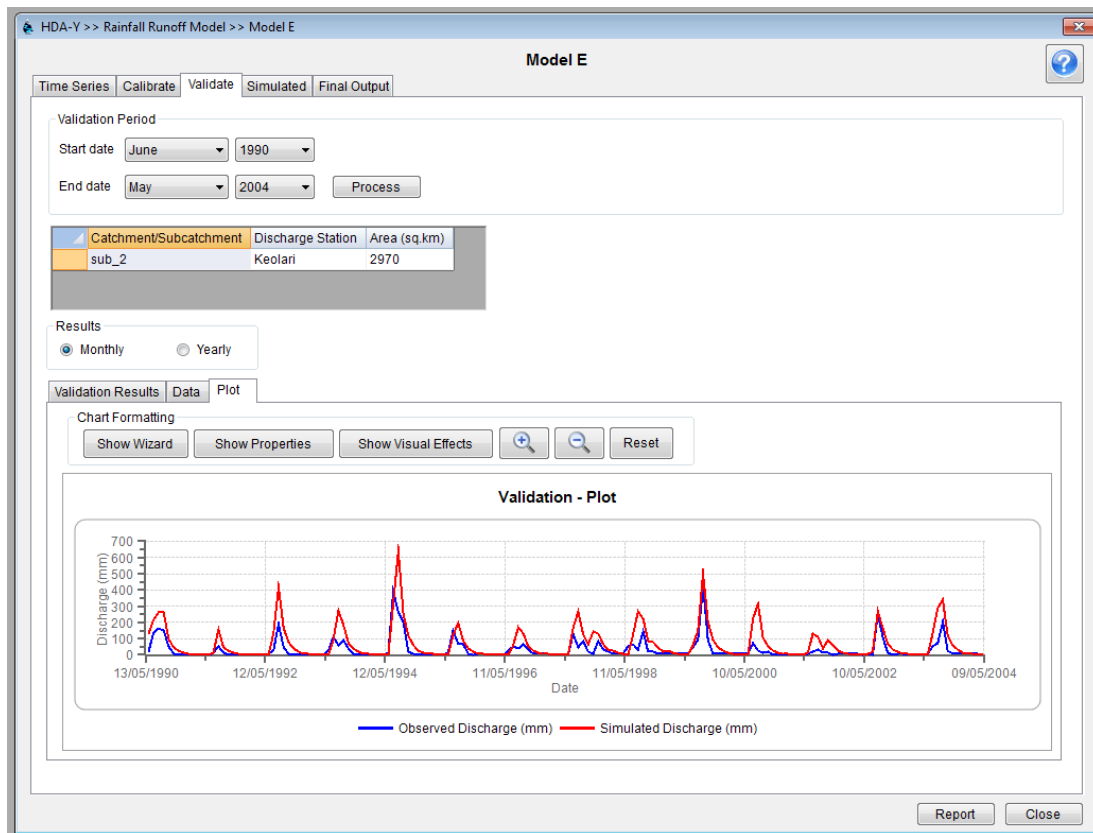 HDA-Y >> Rainfall Runoff Model >> Model E
Model E
Time Series Calibrate Validate Simulated Final Output
Validation Period
Start date June 1990
End date May 2004 Process
Catchment/Subcatchment Discharge Station Area (sq.km)
sub_2 Keolari 2970
Results
Monthly Yearly
Validation Results Data Plot
Chart Formatting
Show Wizard Show Properties Show Visual Effects Reset
Validation - Plot
Discharge (mm)
700
600
500
400
300
200
100
0
13/05/1990 12/05/1992 12/05/1994 11/05/1996 11/05/1998 10/05/2000 10/05/2002 09/05/2004
Date
Observed Discharge (mm) Simulated Discharge (mm)
Report Close